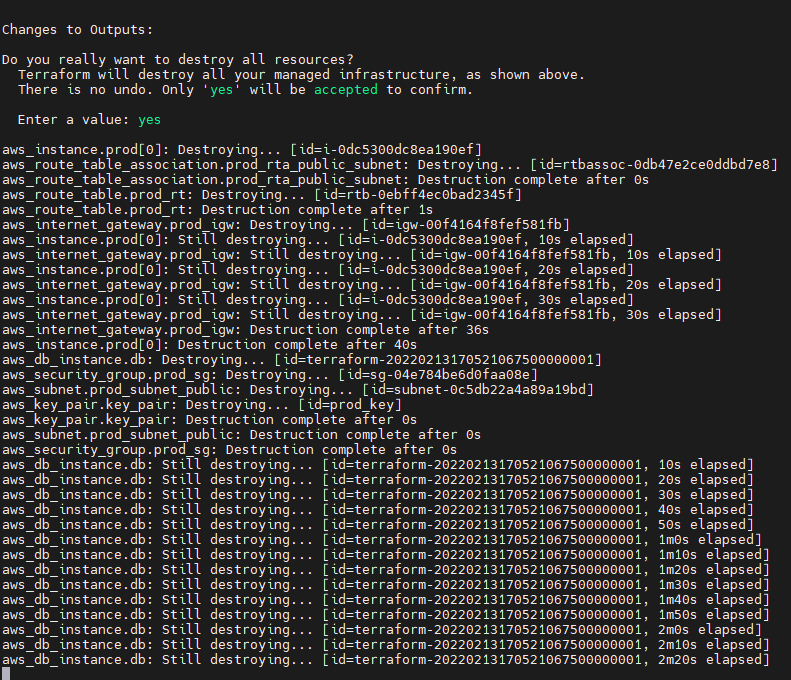 Changes to Outputs:
Do you really want to destroy all resources?
Terraform will destroy all your managed infrastructure, as shown above.
There is no undo. Only 'yes' will be accepted to confirm.
Enter a value: yes
aws_instance.prod[0]: Destroying... [id=i-0dc5300dc8ea190ef]
aws_route_table_association.prod_rta_public_subnet: Destroying... [id=rtbassoc-0db47e2ce0ddbd7e8]
aws_route_table_association.prod_rta_public_subnet: Destruction complete after 0s
aws_route_table.prod_rt: Destroying... [id=rtb-0ebff4ec0bad2345f]
aws_route_table.prod_rt: Destruction complete after 1s
aws_internet_gateway.prod_igw: Destroying... [id=igw-00f4164f8fef581fb]
aws_instance.prod[0]: Still destroying... [id=i-0dc5300dc8ea190ef, 10s elapsed]
aws_internet_gateway.prod_igw: Still destroying... [id=igw-00f4164f8fef581fb, 10s elapsed]
aws_instance.prod[0]: Still destroying... [id=i-0dc5300dc8ea190ef, 20s elapsed]
aws_internet_gateway.prod_igw: Still destroying... [id=igw-00f4164f8fef581fb, 20s elapsed]
aws_instance.prod[0]: Still destroying... [id=i-0dc5300dc8ea190ef, 30s elapsed]
aws_internet_gateway.prod_igw: Still destroying... [id=igw-00f4164f8fef581fb, 30s elapsed]
aws_internet_gateway.prod_igw: Destruction complete after 36s
aws_instance.prod[0]: Destruction complete after 40s
aws_db_instance.db: Destroying... [id=terraform-20220213170521067500000001]
aws_security_group.prod_sg: Destroying... [id=sg-04e784be6d0faa08e]
aws_subnet.prod_subnet_public: Destroying... [id=subnet-0c5db22a4a89a19bd]
aws_key_pair.key_pair: Destroying... [id=prod_key]
aws_key_pair.key_pair: Destruction complete after 0s
aws_subnet.prod_subnet_public: Destruction complete after 0s
aws_security_group.prod_sg: Destruction complete after 0s
aws_db_instance.db: Still destroying... [id=terraform-20220213170521067500000001, 10s elapsed]
aws_db_instance.db: Still destroying... [id=terraform-20220213170521067500000001, 20s elapsed]
aws_db_instance.db: Still destroying... [id=terraform-20220213170521067500000001, 30s elapsed]
aws_db_instance.db: Still destroying... [id=terraform-20220213170521067500000001, 40s elapsed]
aws_db_instance.db: Still destroying... [id=terraform-20220213170521067500000001, 50s elapsed]
aws_db_instance.db: Still destroying... [id=terraform-20220213170521067500000001, 1m0s elapsed]
aws_db_instance.db: Still destroying... [id=terraform-20220213170521067500000001, 1m10s elapsed]
aws_db_instance.db: Still destroying... [id=terraform-20220213170521067500000001, 1m20s elapsed]
aws_db_instance.db: Still destroying... [id=terraform-20220213170521067500000001, 1m30s elapsed]
aws_db_instance.db: Still destroying... [id=terraform-20220213170521067500000001, 1m40s elapsed]
aws_db_instance.db: Still destroying... [id=terraform-20220213170521067500000001, 1m50s elapsed]
aws_db_instance.db: Still destroying... [id=terraform-20220213170521067500000001, 2m0s elapsed]
aws_db_instance.db: Still destroying... [id=terraform-20220213170521067500000001, 2m10s elapsed]
aws_db_instance.db: Still destroying... [id=terraform-20220213170521067500000001, 2m20s elapsed]